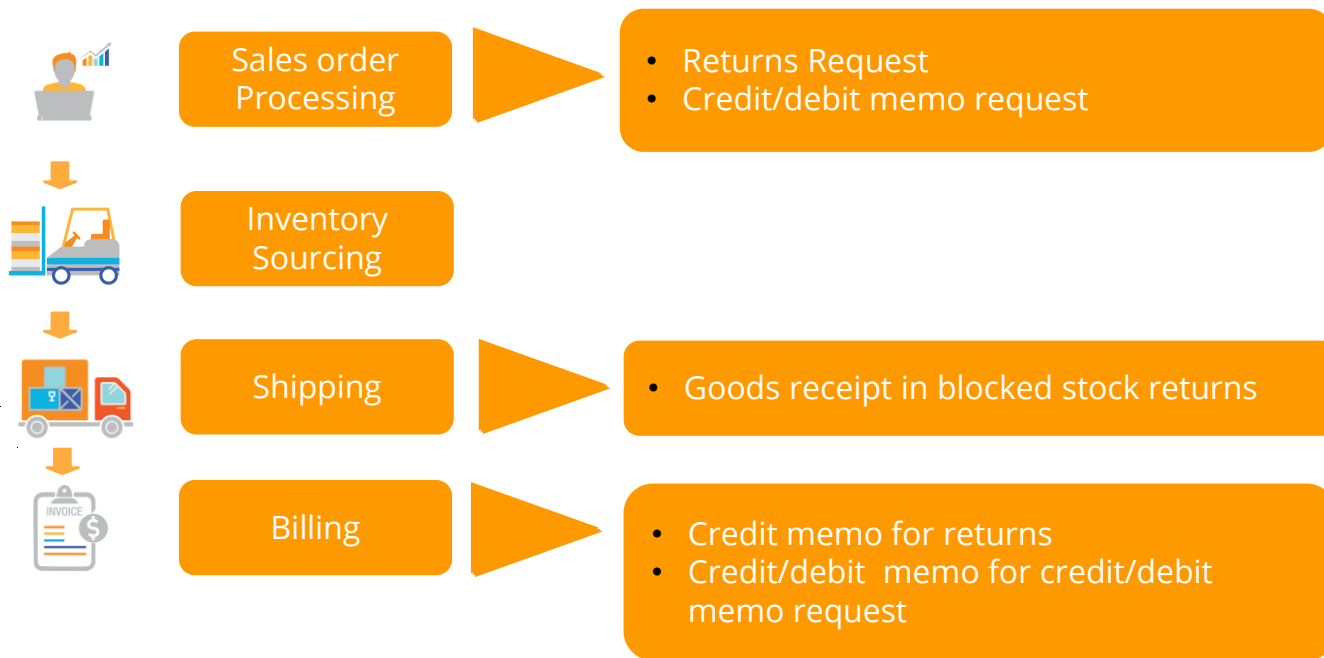 Sales order
Processing
• Returns Request
• Credit/debit memo request
Inventory
Sourcing
Shipping
• Goods receipt in blocked stock returns
INVOICE
$
Billing
• Credit memo for returns
• Credit/debit memo for credit/debit
memo request